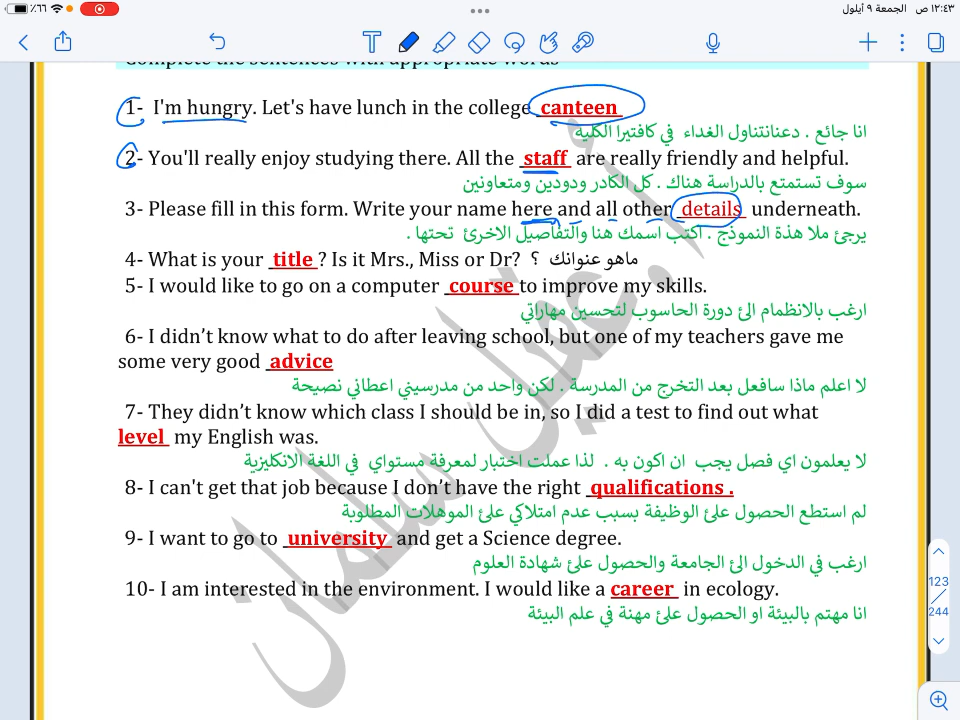 ١٢:٤٣ ص الجمعة ٩ أيلول
٪٦٦
Complete the sentences with appropriate words
1- I'm hungry. Let's have lunch in the college canteen
انا جائع . دعنانتناول الغداء في كافتيرا الكلية
2- You'll really enjoy studying there. All the staff are really friendly and helpful.
سوف تستمتع بالدراسة هناك . كل الكادر ودودين ومتعاونين
3- Please fill in this form. Write your name here and all other details underneath.
يرجئ ملا هذة النموذج . اكتب اسمك هنا والتفاصيل الاخرئ تحتها .
4- What is your title ? Is it Mrs., Miss or Dr? ماهو عنوانك ؟
5- I would like to go on a computer course to improve my skills.
ارغب بالانظمام الئ دورة الحاسوب لتحسين مهاراتي
6- I didn’t know what to do after leaving school, but one of my teachers gave me
some very good advice
لا اعلم ماذا سافعل بعد التخرج من المدرسة . لكن واحد من مدرسيني اعطاني نصيحة
7- They didn’t know which class I should be in, so I did a test to find out what
level my English was.
لا يعلمون اي فصل يجب ان اكون به . لذا عملت اختبار لمعرفة مستواي في اللغة الانكليزية
8- I can't get that job because I don’t have the right qualifications .
لم استطع الحصول علئ الوظيفة بسبب عدم امتلاكي علئ الموهلات المطلوبة
9- I want to go to university and get a Science degree.
ارغب في الدخول الئ الجامعة والحصول علئ شهادة العلوم
10- I am interested in the environment. I would like a career in ecology.
انا مهتم بالبيئة او الحصول علئ مهنة في علم البيئة
123
244